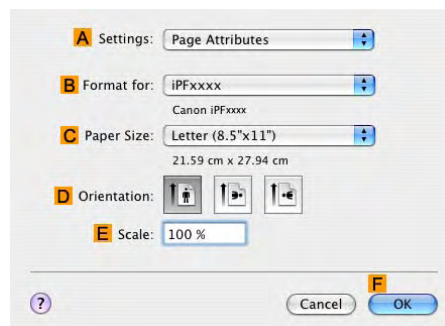 A Settings: Page Attributes
B Format for: iPFxxxx
Canon iPFxxxx
C Paper Size: Letter (8.5"x11")
21.59 cm x 27.94 cm
D Orientation:
E Scale: 100 %
F
? Cancel OK